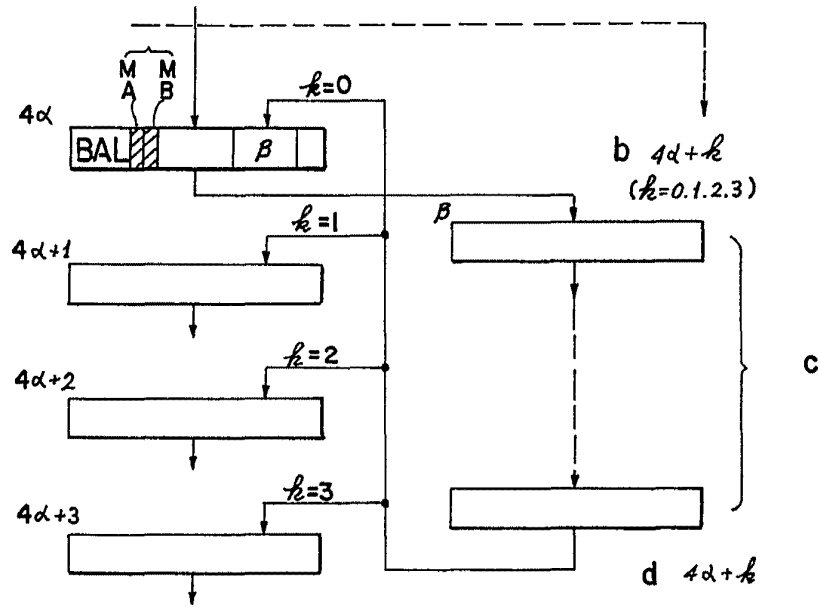 M M
A B
k=0
4α
BAL
β
b 4α+k
(k=0.1.2.3)
β
k=1
4α+1
k=2
4α+2
c
k=3
4α+3
d 4α+k